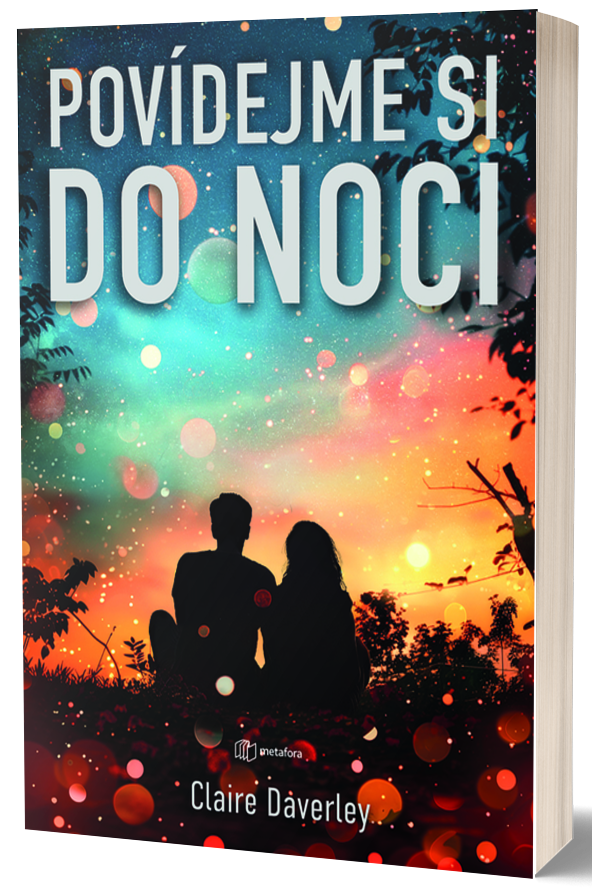 POVÍDEJME SI
DO NOCI
metafora
Claire Daverley